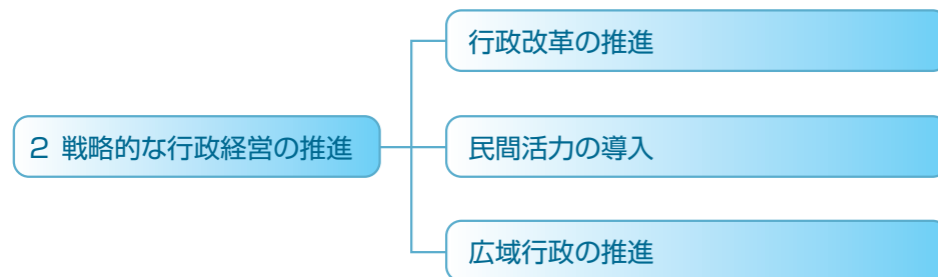 2 戦略的な行政経営の推進
行政改革の推進
民間活力の導入
広域行政の推進